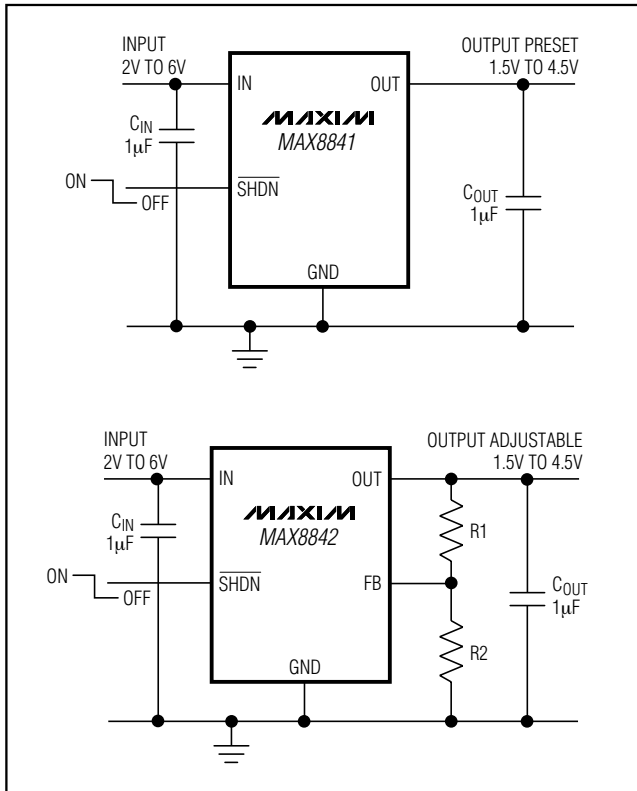 INPUT
2V TO 6V
OUTPUT PRESET
1.5V TO 4.5V
IN
OUT
MAXIM
MAX8841
CIN
1µF
ON
OFF
SHDN
COUT
1µF
GND
INPUT
2V TO 6V
OUTPUT ADJUSTABLE
1.5V TO 4.5V
IN
OUT
MAXIM
MAX8842
R1
CIN
1µF
ON
OFF
SHDN
FB
COUT
1µF
R2
GND